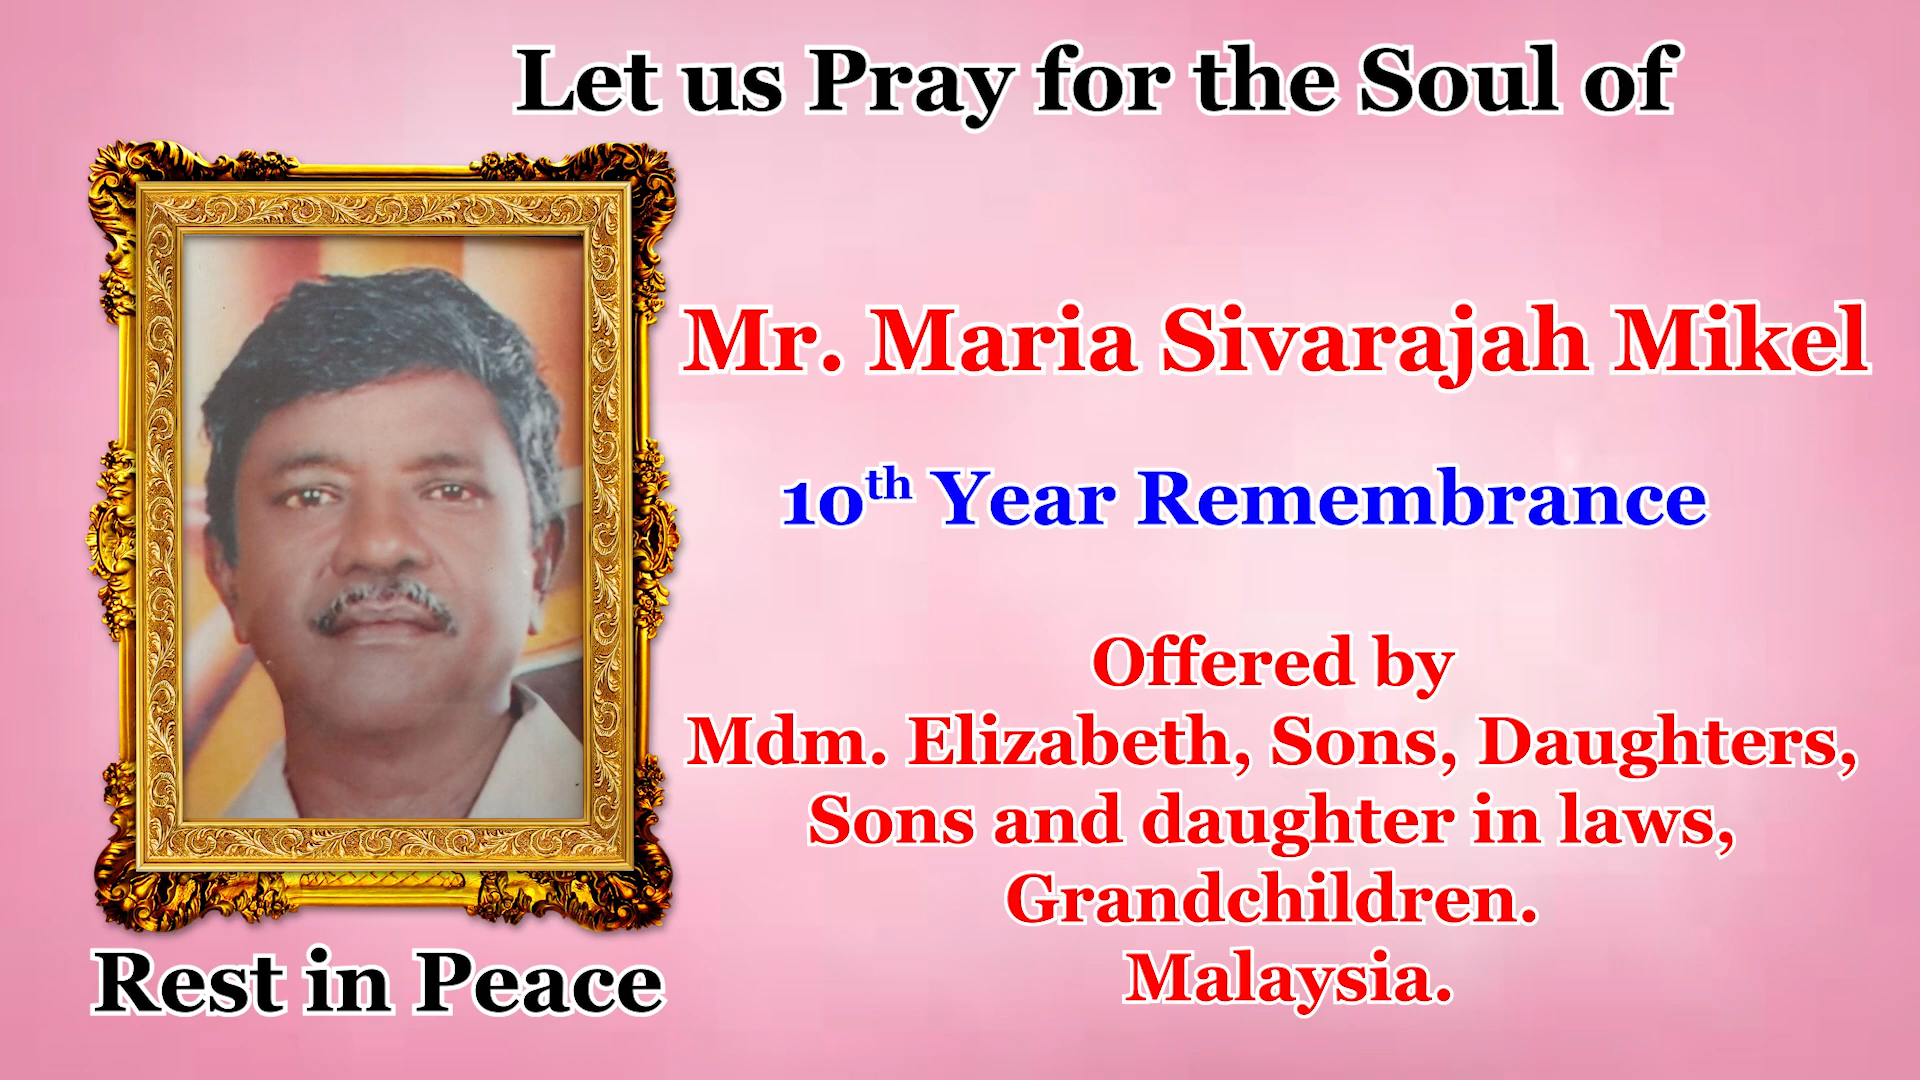 Let us Pray for the Soul of
Mr. Maria Sivarajah Mikel
10th Year Remembrance
Offered by
Mdm. Elizabeth, Sons, Daughters,
Sons and daughter in laws,
Grandchildren.
Malaysia.
Rest in Peace